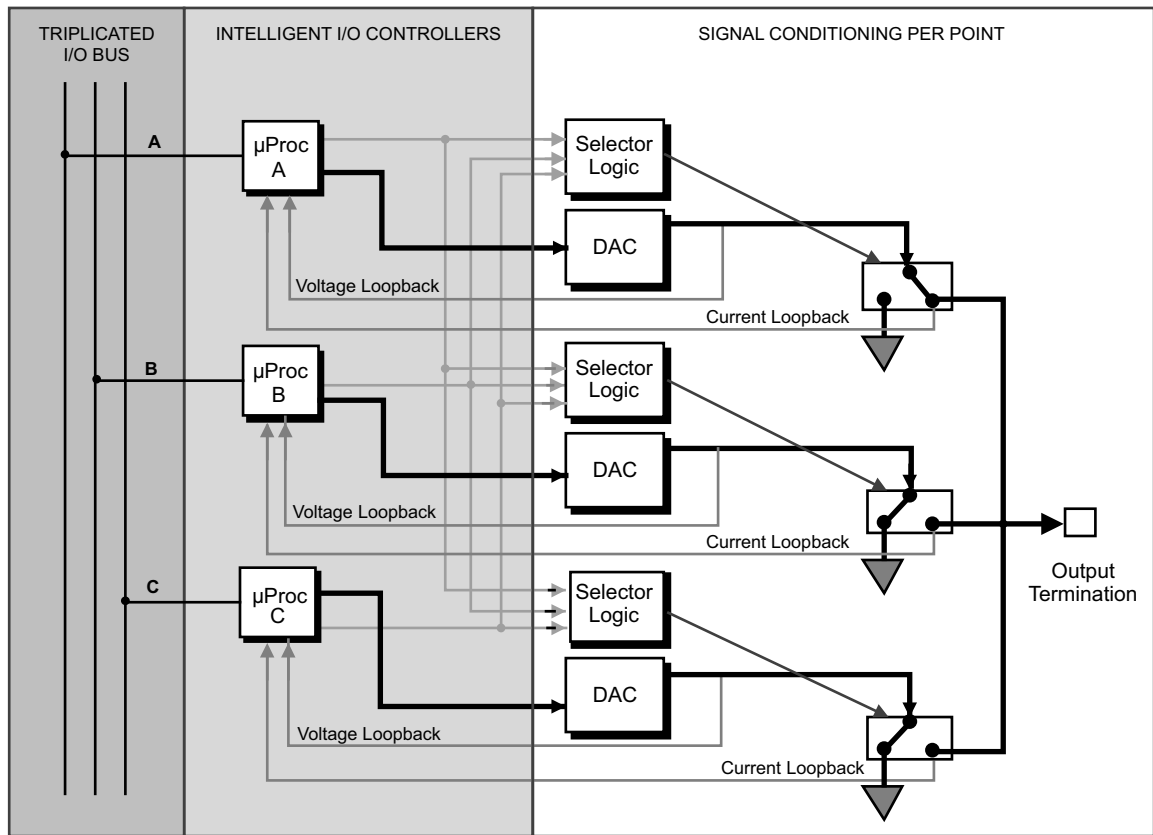 TRIPLICATED
I/O BUS
INTELLIGENT I/O CONTROLLERS
SIGNAL CONDITIONING PER POINT
A
µProc
A
Selector
Logic
DAC
Voltage Loopback
Current Loopback
B
µProc
B
Selector
Logic
DAC
Voltage Loopback
Current Loopback
Output
Termination
C
µProc
C
Selector
Logic
DAC
Voltage Loopback
Current Loopback